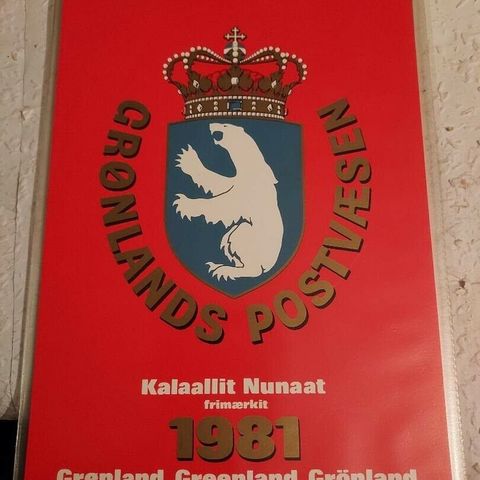 GRØNLANDS POSTVÆSEN
Kalaallit Nunaat
frimærkit
1981
Grønland Greenland Grönland